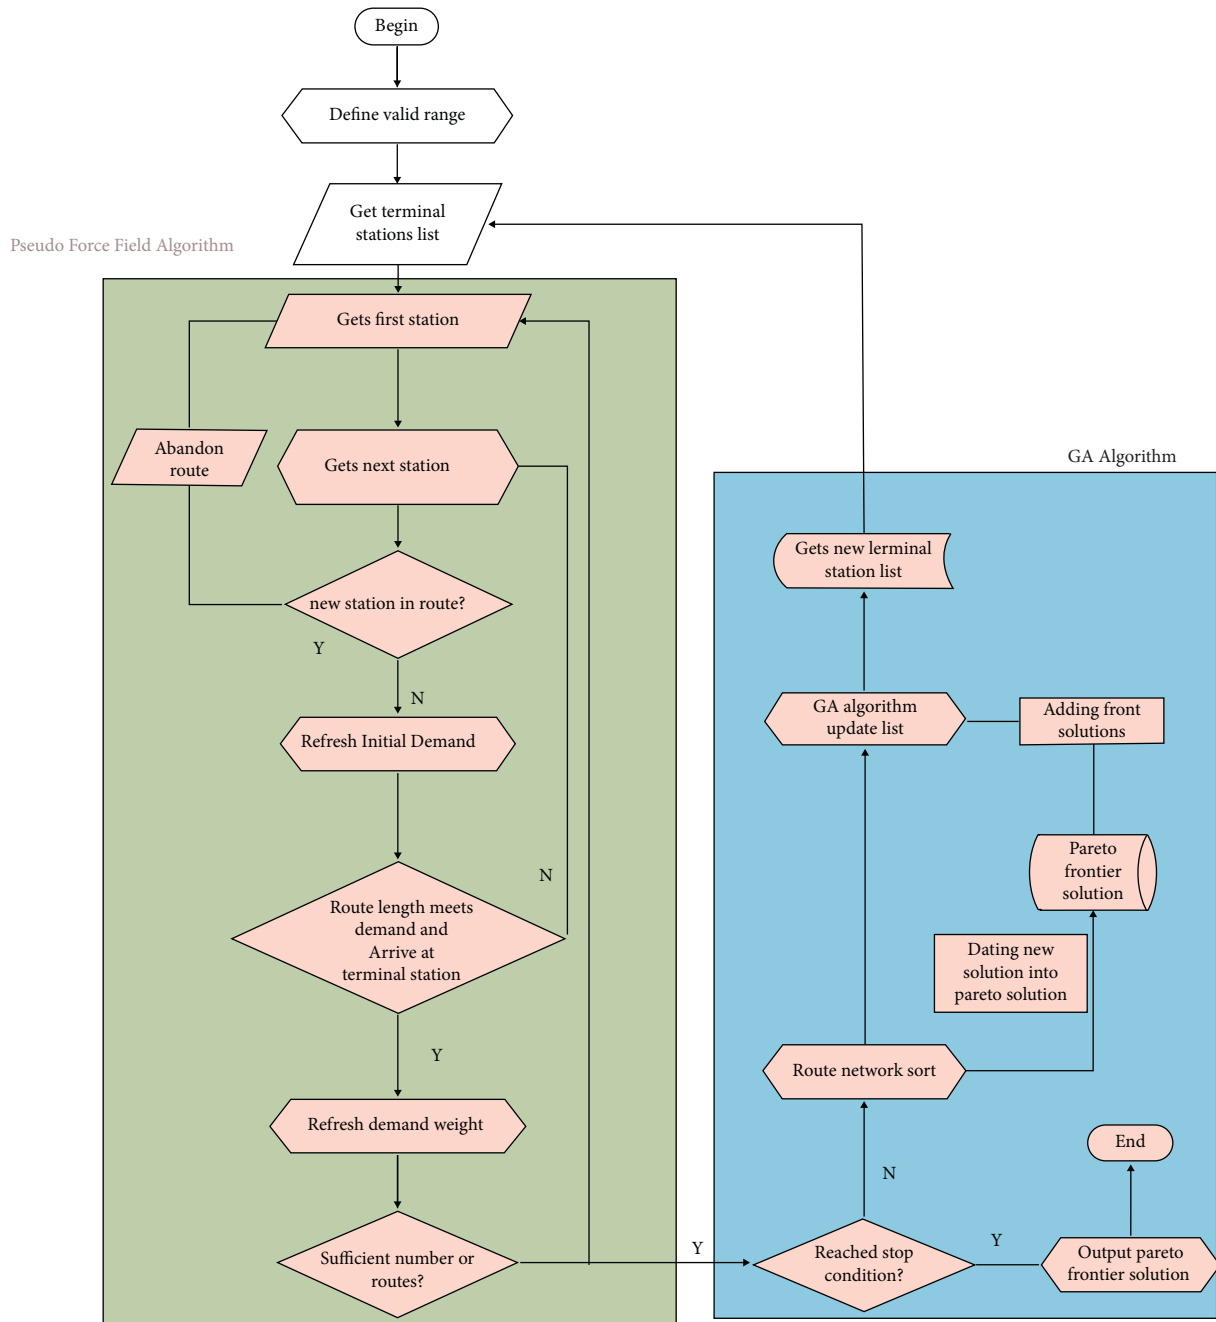 Begin
Define valid range
Get terminal
stations list
Pseudo Force Field Algorithm
Gets first station
Abandon
route
Gets next station
new station in route?
Y
N
Refresh Initial Demand
N
Route length meets
demand and
Arrive at
terminal station
Y
Refresh demand weight
Sufficient number or
routes?
Y
GA Algorithm
Gets new lerminal
station list
GA algorithm
update list
Adding front
solutions
Pareto
frontier
solution
Dating new
solution into
pareto solution
Route network sort
N
End
Reached stop
condition?
Y
Output pareto
frontier solution